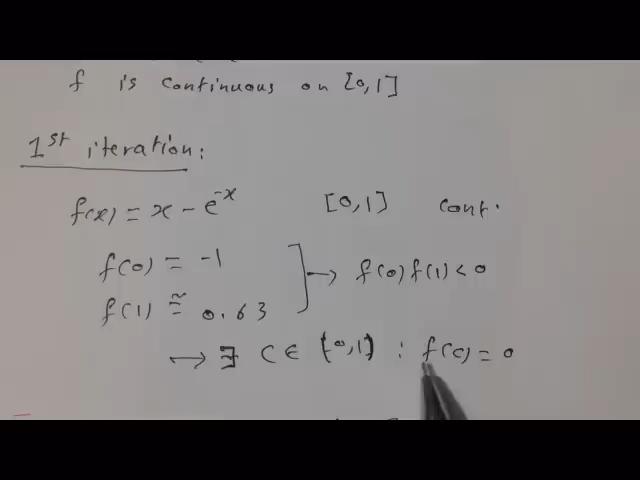 f is continuous on [0,1]
1st iteration:
f(x) = x - e^-x [0,1] cont.
f(0) = -1
→ f(0) f(1) < 0
f(1) ≅ 0.63
↦ ∃ c ∈ (0,1) : f(c) = 0